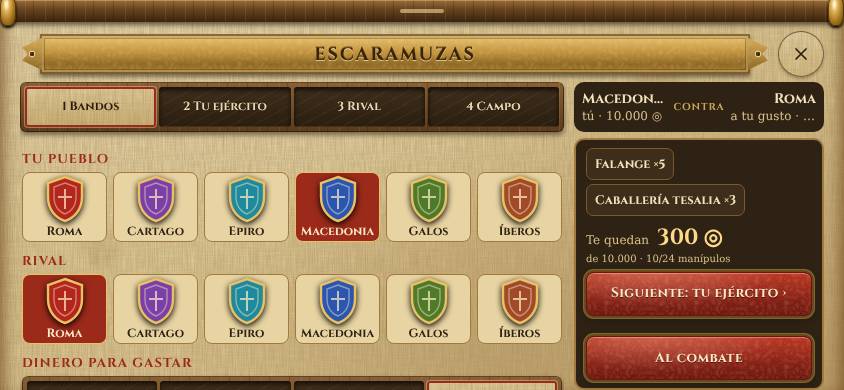 ESCARAMUZAS
1 Bandos
2 Tu ejército
3 Rival
4 Campo
Macedon... CONTRA Roma
tú · 10.000 ◎ a tu gusto · ...
TU PUEBLO
Roma
Cartago
Epiro
Macedonia
Galos
Íberos
RIVAL
Roma
Cartago
Epiro
Macedonia
Galos
Íberos
DINERO PARA GASTAR
Falange ×5
Caballería tesalia ×3
Te quedan 300 ◎
de 10.000 · 10/24 manípulos
Siguiente: tu ejército ›
Al combate